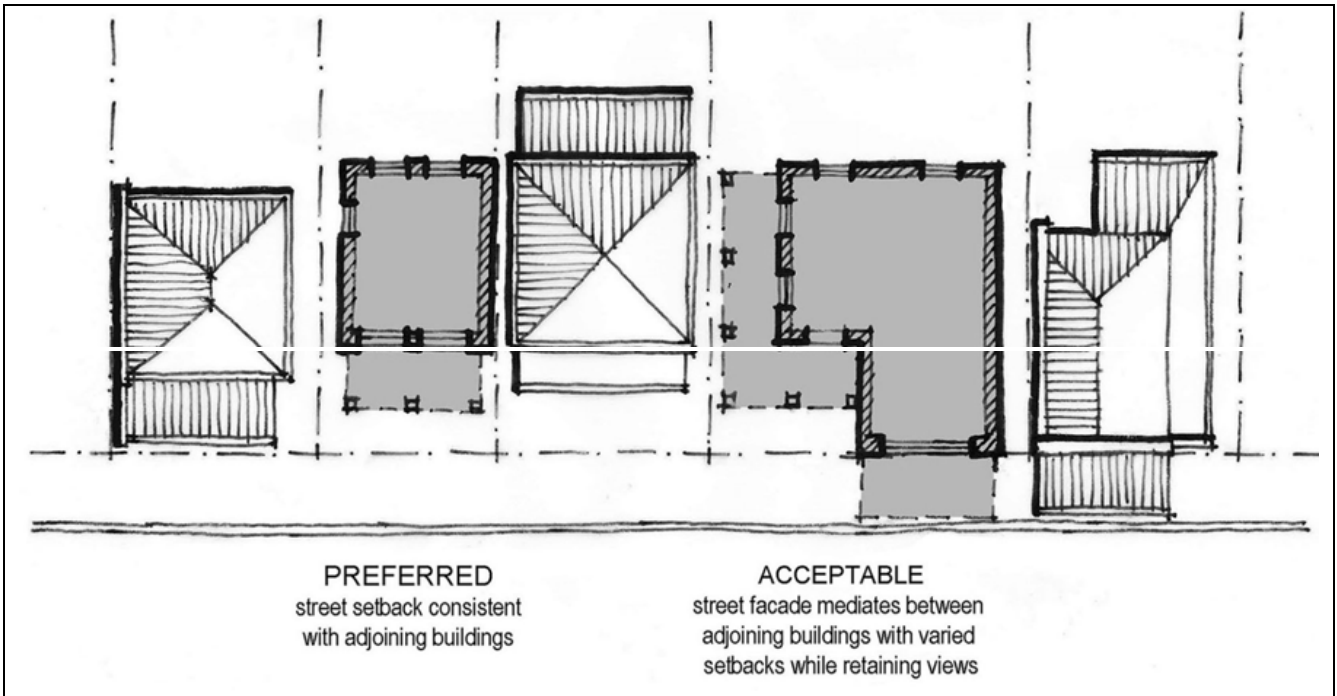 PREFERRED
street setback consistent
with adjoining buildings
ACCEPTABLE
street facade mediates between
adjoining buildings with varied
setbacks while retaining views